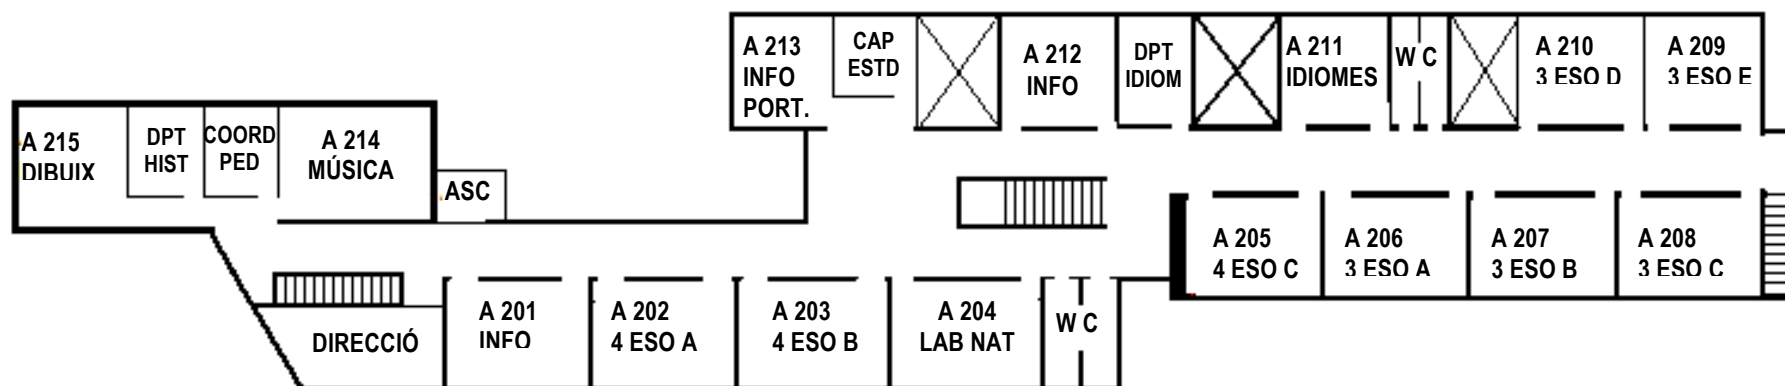 A 213
INFO
PORT.
CAP
ESTD
A 212
INFO
DPT
IDIOM
A 211
IDIOMES
W C
A 210
3 ESO D
A 209
3 ESO E
A 215
DIBUIX
DPT
HIST
COORD
PED
A 214
MÚSICA
ASC
A 205
4 ESO C
A 206
3 ESO A
A 207
3 ESO B
A 208
3 ESO C
DIRECCIÓ
A 201
INFO
A 202
4 ESO A
A 203
4 ESO B
A 204
LAB NAT
W C